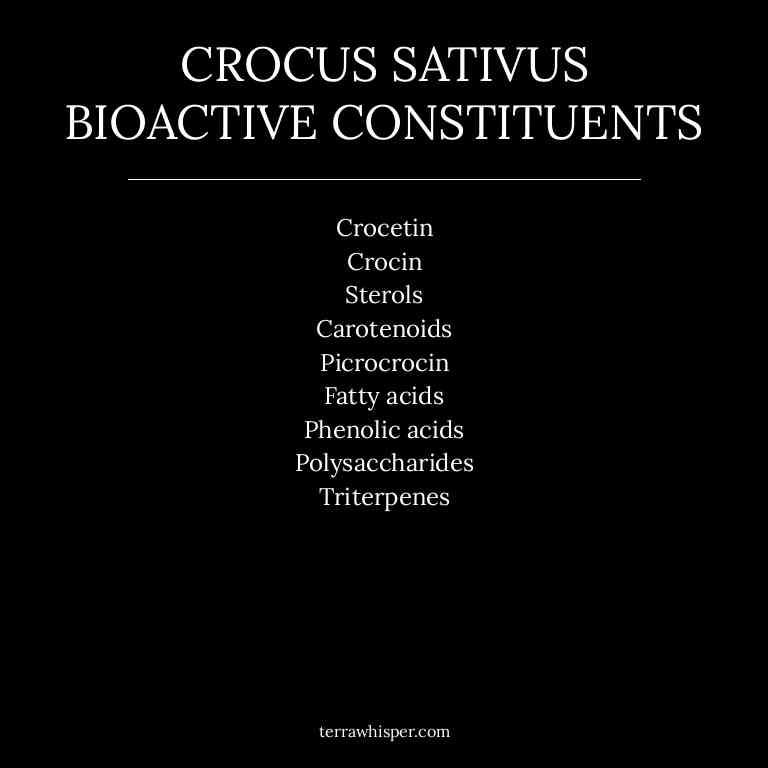 CROCUS SATIVUS
BIOACTIVE CONSTITUENTS
Crocetin
Crocin
Sterols
Carotenoids
Picrocrocin
Fatty acids
Phenolic acids
Polysaccharides
Triterpenes
terrawhisper.com